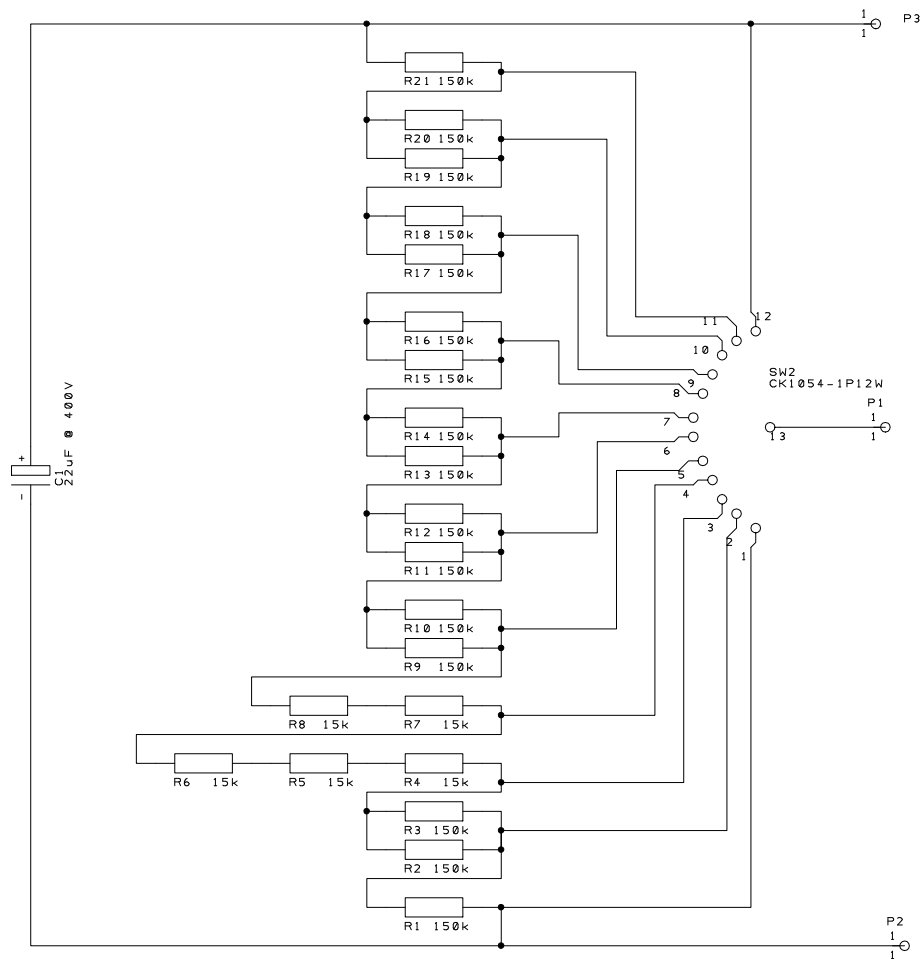 1
1
P3
R21 150k
R20 150k
R19 150k
R18 150k
R17 150k
R16 150k
R15 150k
R14 150k
R13 150k
R12 150k
R11 150k
R10 150k
R9 150k
R8 15k
R7 15k
R6 15k
R5 15k
R4 15k
R3 150k
R2 150k
R1 150k
+
-
C1
22uF @ 400V
12
11
10
9
8
7
6
5
4
3
2
1
SW2
CK1054-1P12W
P1
1
1
13
P2
1
1